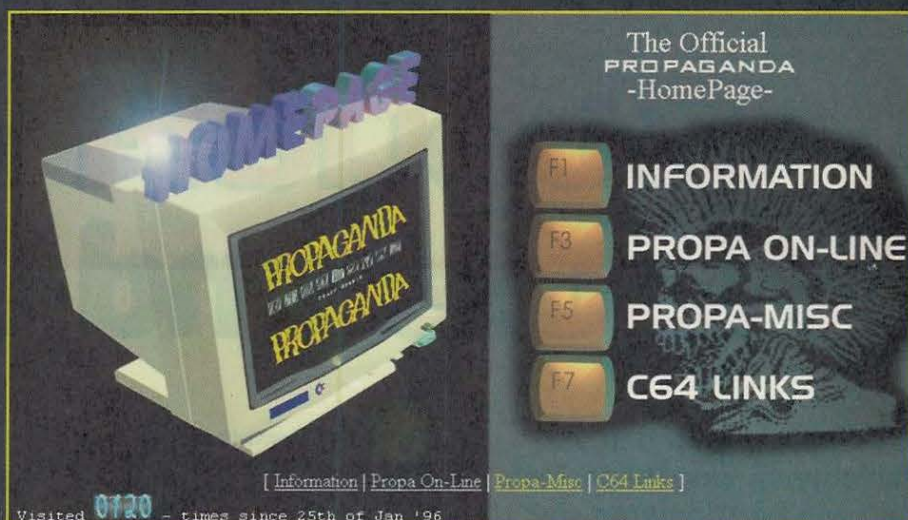 HOMEPAGE
PROPAGANDA
PROPAGANDA
The Official
PROPAGANDA
-HomePage-
F1 INFORMATION
F3 PROPA ON-LINE
F5 PROPA-MISC
F7 C64 LINKS
[ Information | Propa On-Line | Propa-Misc | C64 Links ]
Visited 0120 - times since 25th of Jan '96